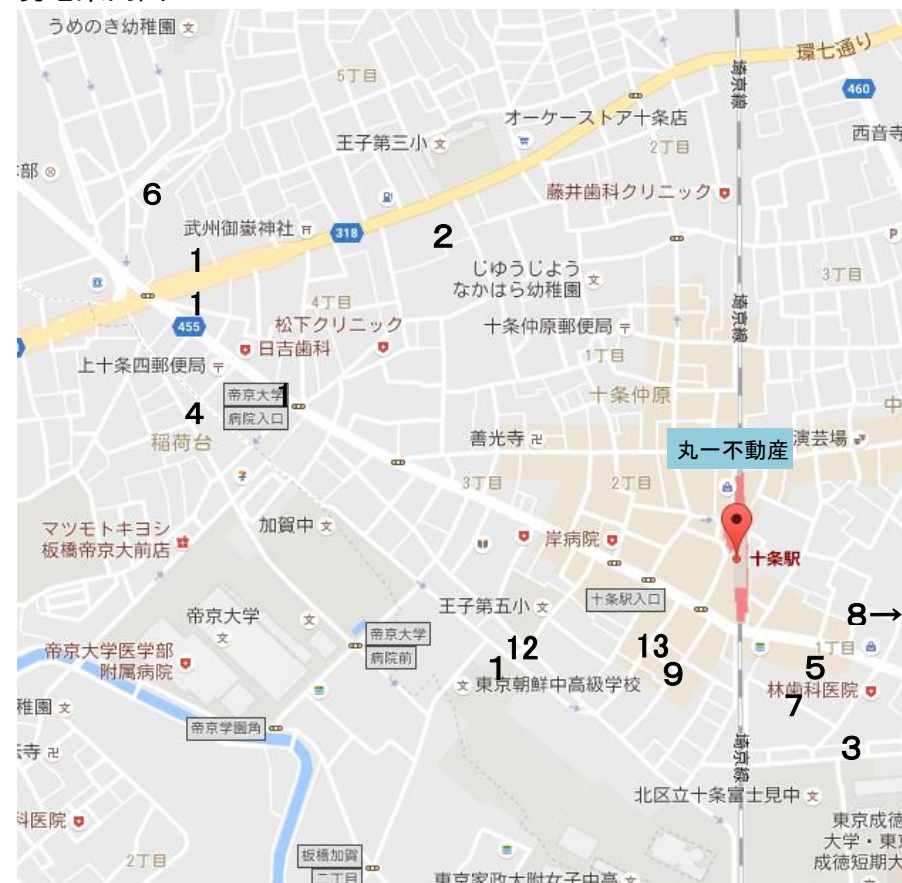 うめのき幼稚園
環七通り
5丁目
埼京線
460
オーケーストア十条店
西音寺
王子第三小
2丁目
部
6
藤井歯科クリニック
武州御嶽神社
318
2
P
1
じゆうじよう
なかはら幼稚園
3丁目
1
4丁目
埼京線
455
松下クリニック
十条仲原郵便局
日吉歯科
1丁目
上十条四郵便局
帝京大学
病院入口
1
十条仲原
中
4
稲荷台
善光寺
丸一不動産
演芸場
3丁目
2丁目
マツモトキヨシ
板橋帝京大前店
加賀中
岸病院
十条駅
王子第五小
十条駅入口
帝京大学
8→
帝京大学
病院前
帝京大学医学部
附属病院
12
13
1丁目
1
9
5
東京朝鮮中高級学校
林歯科医院
7
稚園
帝京学園角
寺
埼京線
3
北区立十条富士見中
科医院
東京成徳
大学・東京
成徳短期大
2丁目
板橋加賀
二丁目
東京家政大附女子中高